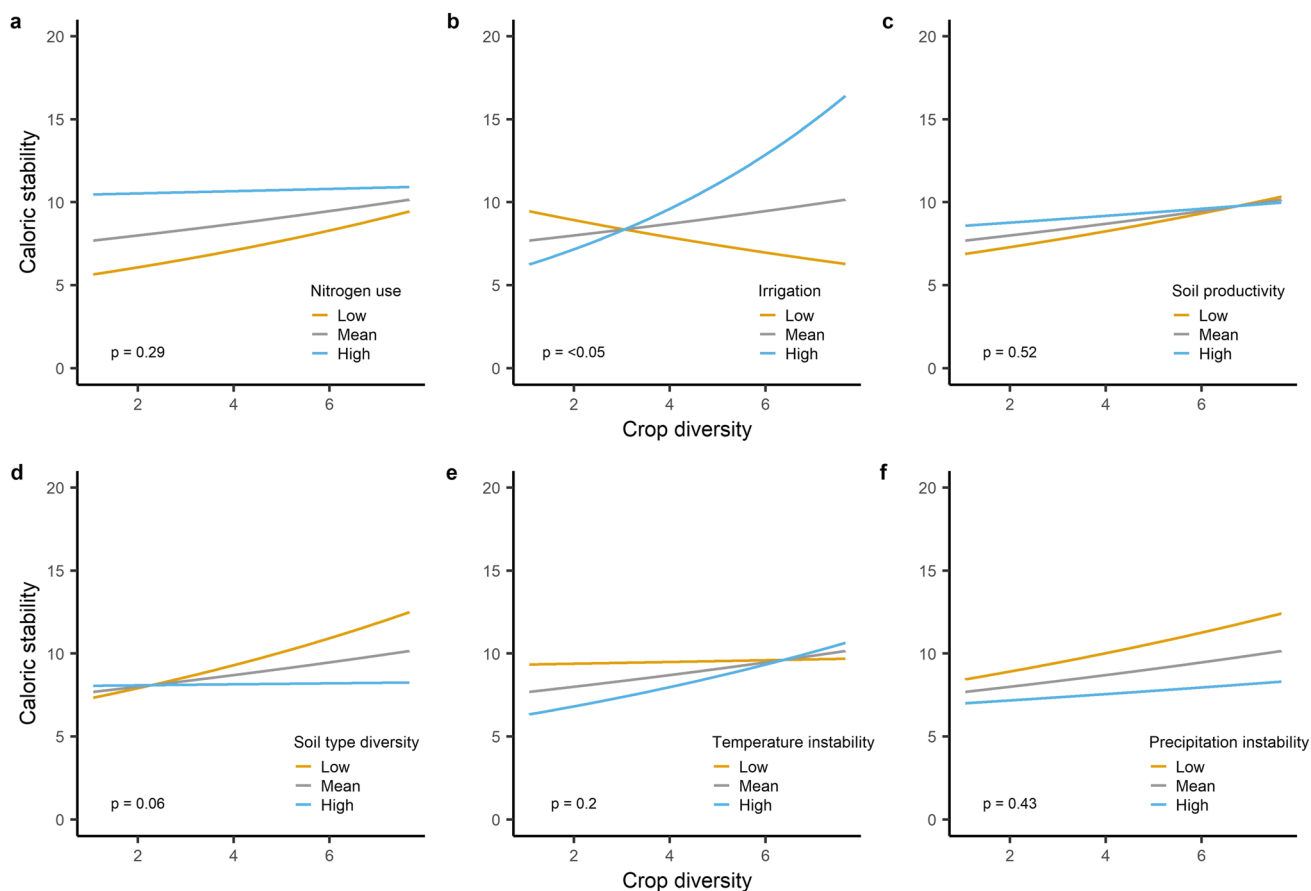 a
20
15
10
5
0
Caloric stability
Nitrogen use
Low
Mean
High
p = 0.29
2 4 6
b
20
15
10
5
0
Irrigation
Low
Mean
High
p = <0.05
2 4 6
Crop diversity
c
20
15
10
5
0
Soil productivity
Low
Mean
High
p = 0.52
2 4 6
d
20
15
10
5
0
Caloric stability
Soil type diversity
Low
Mean
High
p = 0.06
2 4 6
e
20
15
10
5
0
Temperature instability
Low
Mean
High
p = 0.2
2 4 6
Crop diversity
f
20
15
10
5
0
Precipitation instability
Low
Mean
High
p = 0.43
2 4 6